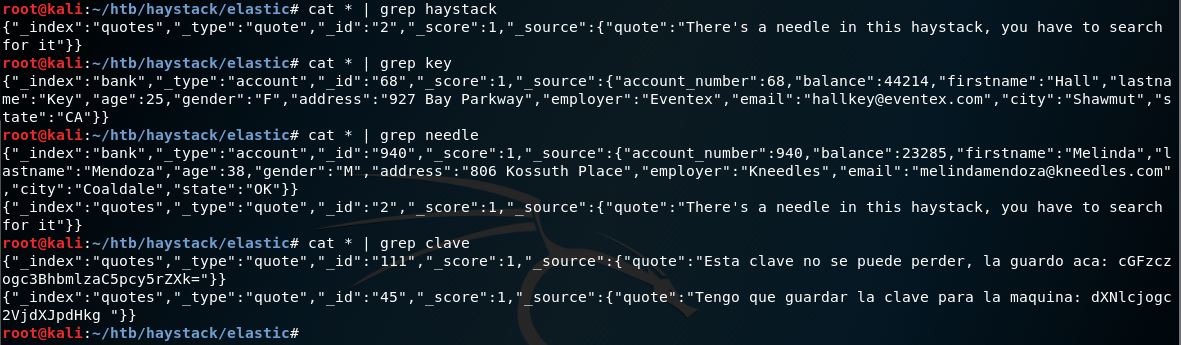 root@kali:~/htb/haystack/elastic# cat * | grep haystack
{"_index":"quotes","_type":"quote","_id":"2","_score":1,"_source":{"quote":"There's a needle in this haystack, you have to search
for it"}}
root@kali:~/htb/haystack/elastic# cat * | grep key
{"_index":"bank","_type":"account","_id":"68","_score":1,"_source":{"account_number":68,"balance":44214,"firstname":"Hall","lastna
me":"Key","age":25,"gender":"F","address":"927 Bay Parkway","employer":"Eventex","email":"hallkey@eventex.com","city":"Shawmut","s
tate":"CA"}}
root@kali:~/htb/haystack/elastic# cat * | grep needle
{"_index":"bank","_type":"account","_id":"940","_score":1,"_source":{"account_number":940,"balance":23285,"firstname":"Melinda","l
astname":"Mendoza","age":38,"gender":"M","address":"806 Kossuth Place","employer":"Kneedles","email":"melindamendoza@kneedles.com"
,"city":"Coaldale","state":"OK"}}
{"_index":"quotes","_type":"quote","_id":"2","_score":1,"_source":{"quote":"There's a needle in this haystack, you have to search
for it"}}
root@kali:~/htb/haystack/elastic# cat * | grep clave
{"_index":"quotes","_type":"quote","_id":"111","_score":1,"_source":{"quote":"Esta clave no se puede perder, la guardo aca: cGFzcz
ogc3BhbmlzaC5pcy5rZXk="}}
{"_index":"quotes","_type":"quote","_id":"45","_score":1,"_source":{"quote":"Tengo que guardar la clave para la maquina: dXNlcjogc
2VjdXJpdHkg "}}
root@kali:~/htb/haystack/elastic#